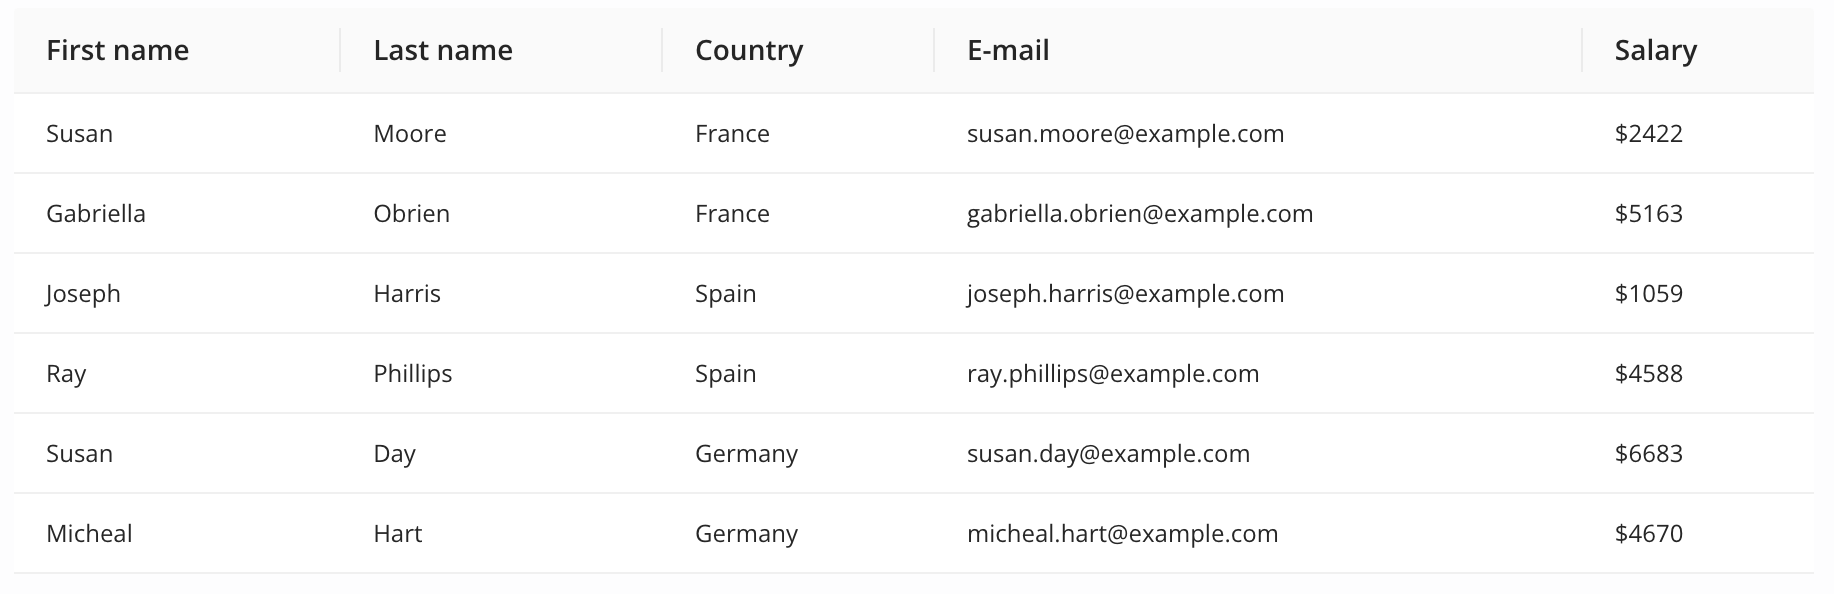 First name Last name Country E-mail Salary
Susan Moore France susan.moore@example.com $2422
Gabriella Obrien France gabriella.obrien@example.com $5163
Joseph Harris Spain joseph.harris@example.com $1059
Ray Phillips Spain ray.phillips@example.com $4588
Susan Day Germany susan.day@example.com $6683
Micheal Hart Germany micheal.hart@example.com $4670